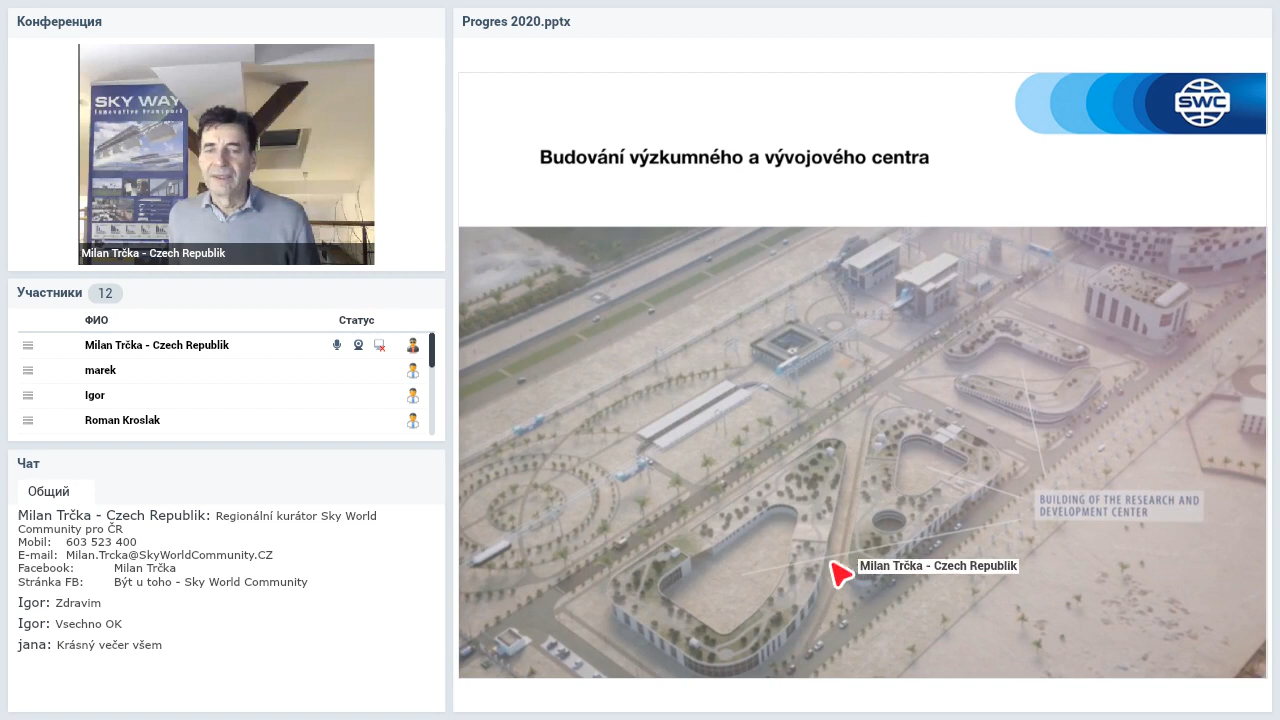 Конференция
SKY WAY
innovative transport
Milan Trčka - Czech Republik
Участники 12
ФИО Статус
Milan Trčka - Czech Republik
marek
Igor
Roman Kroslak
Чат
Общий
Milan Trčka - Czech Republik: Regionální kurátor Sky World
Community pro ČR
Mobil: 603 523 400
E-mail: Milan.Trcka@SkyWorldCommunity.CZ
Facebook: Milan Trčka
Stránka FB: Být u toho - Sky World Community
Igor: Zdravim
Igor: Vsechno OK
jana: Krásný večer všem
Progres 2020.pptx
SWC
Budování výzkumného a vývojového centra
BUILDING OF THE RESEARCH AND
DEVELOPMENT CENTER
Milan Trčka - Czech Republik